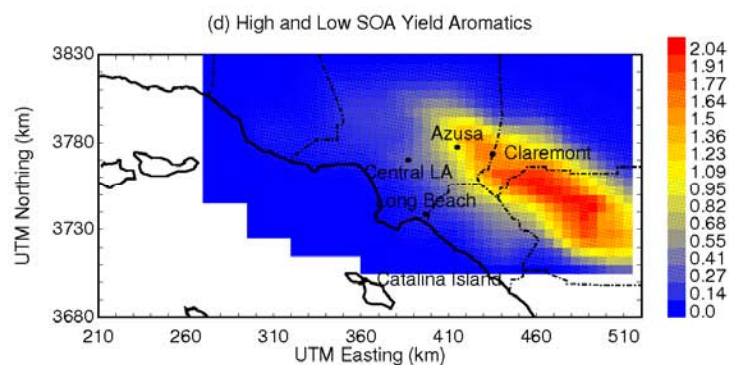 (d) High and Low SOA Yield Aromatics
3830
3780
3730
3680
UTM Northing (km)
Azusa
Claremont
Central LA
Long Beach
Catalina Island
210 260 310 360 410 460 510
UTM Easting (km)
2.04
1.91
1.77
1.64
1.5
1.36
1.23
1.09
0.95
0.82
0.68
0.55
0.41
0.27
0.14
0.0